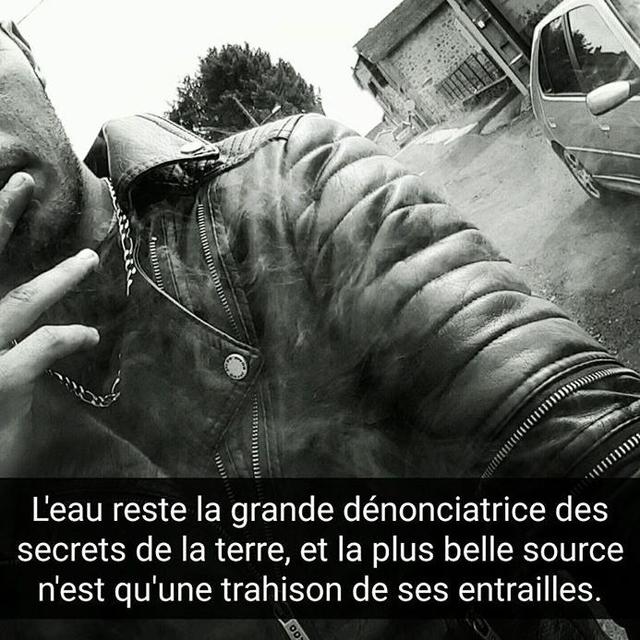 L'eau reste la grande dénonciatrice des
secrets de la terre, et la plus belle source
n'est qu'une trahison de ses entrailles.